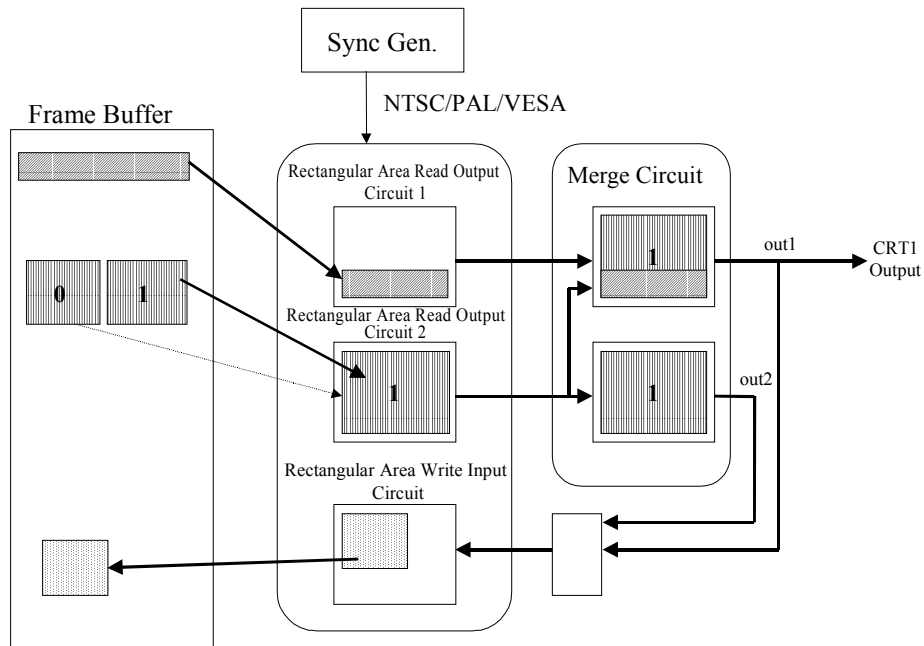 Sync Gen.
NTSC/PAL/VESA
Frame Buffer
0
1
Rectangular Area Read Output
Circuit 1
Rectangular Area Read Output
Circuit 2
1
Rectangular Area Write Input
Circuit
Merge Circuit
1
1
out1
out2
CRT1
Output